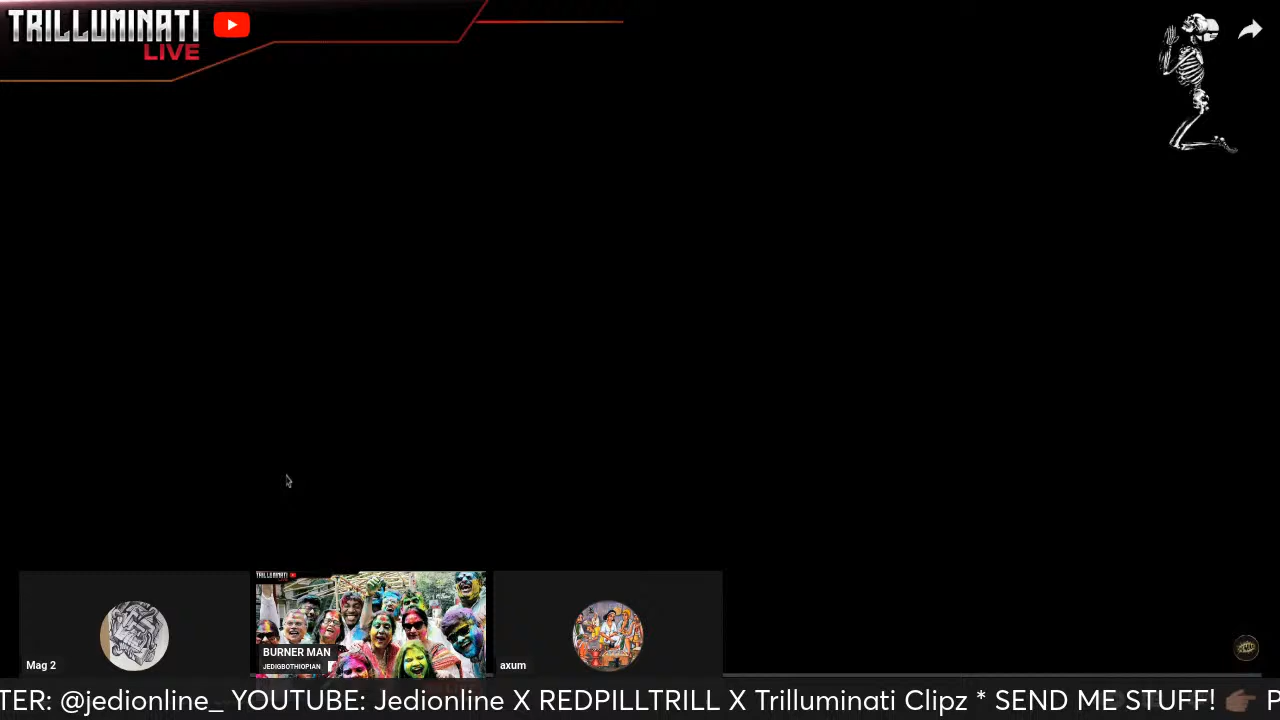 TRILLUMINATI
LIVE
TRILLUMINATI
BURNER MAN
JEDIGBOTHIOPIAN
Mag 2
axum
TER: @jedionline_ YOUTUBE: Jedionline X REDPILLTRILL X Trilluminati Clipz * SEND ME STUFF! 👉🏾 P